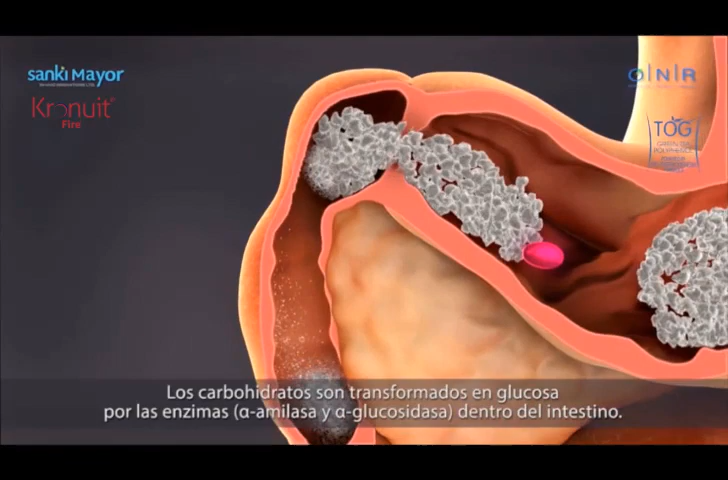 sanki Mayor
Kronuit®
Fire
TOG
Los carbohidratos son transformados en glucosa
por las enzimas (α-amilasa y α-glucosidasa) dentro del intestino.